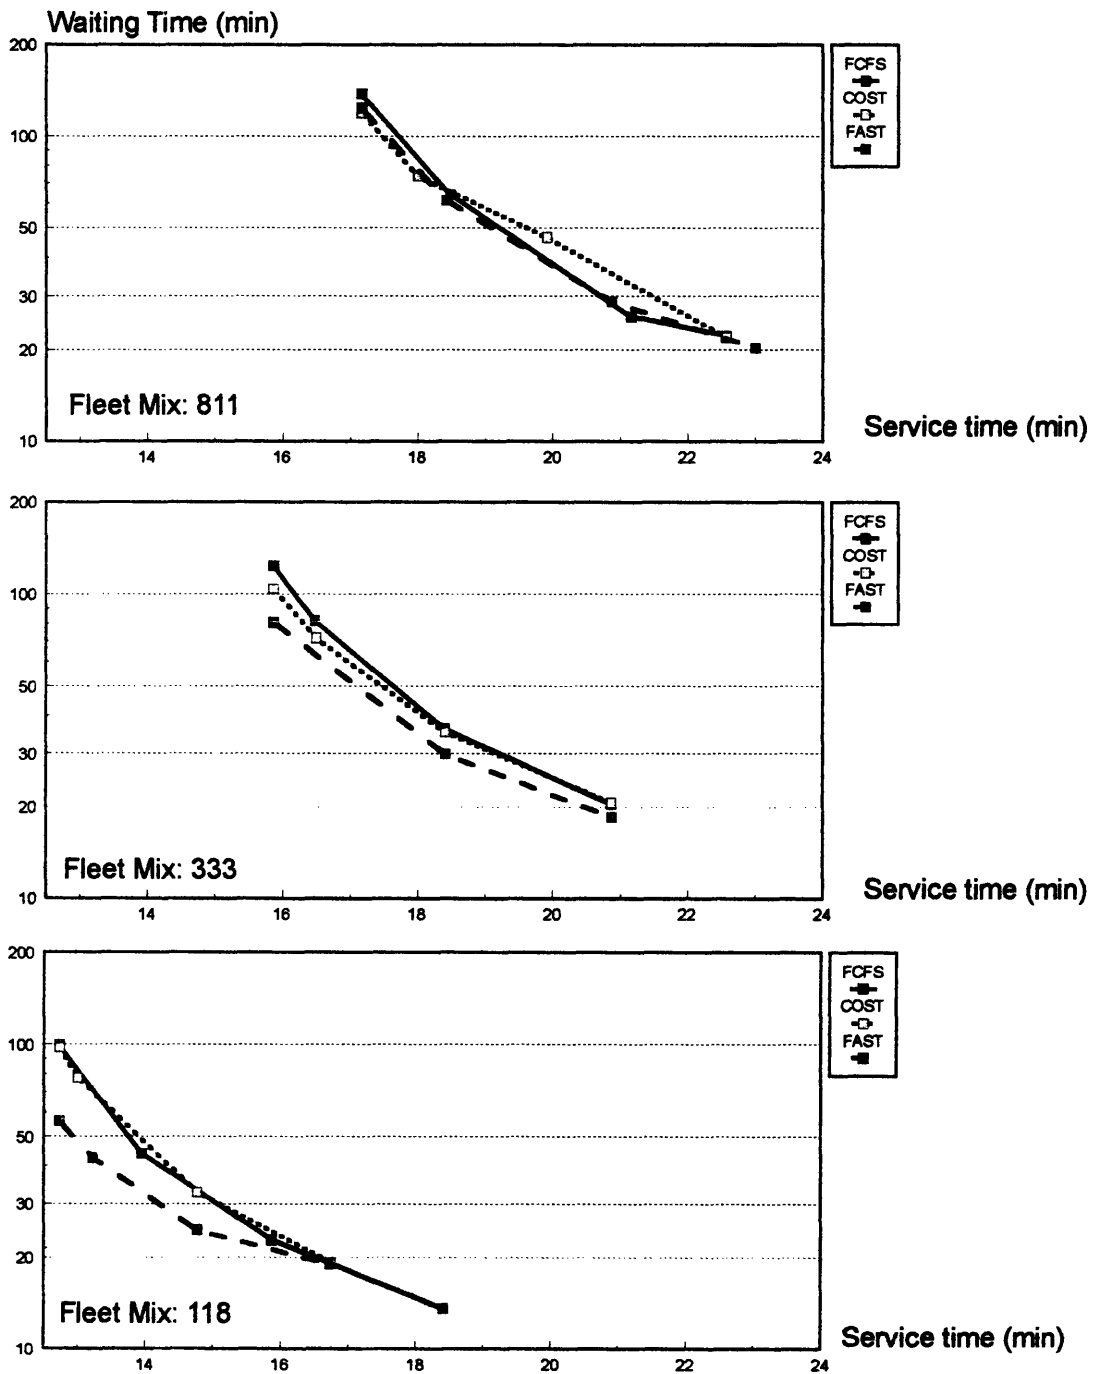 Waiting Time (min)
200
100
50
30
20
10
14 16 18 20 22 24
Fleet Mix: 811
Service time (min)
FCFS
COST
FAST
200
100
50
30
20
10
14 16 18 20 22 24
Fleet Mix: 333
Service time (min)
FCFS
COST
FAST
200
100
50
30
20
10
14 16 18 20 22 24
Fleet Mix: 118
Service time (min)
FCFS
COST
FAST